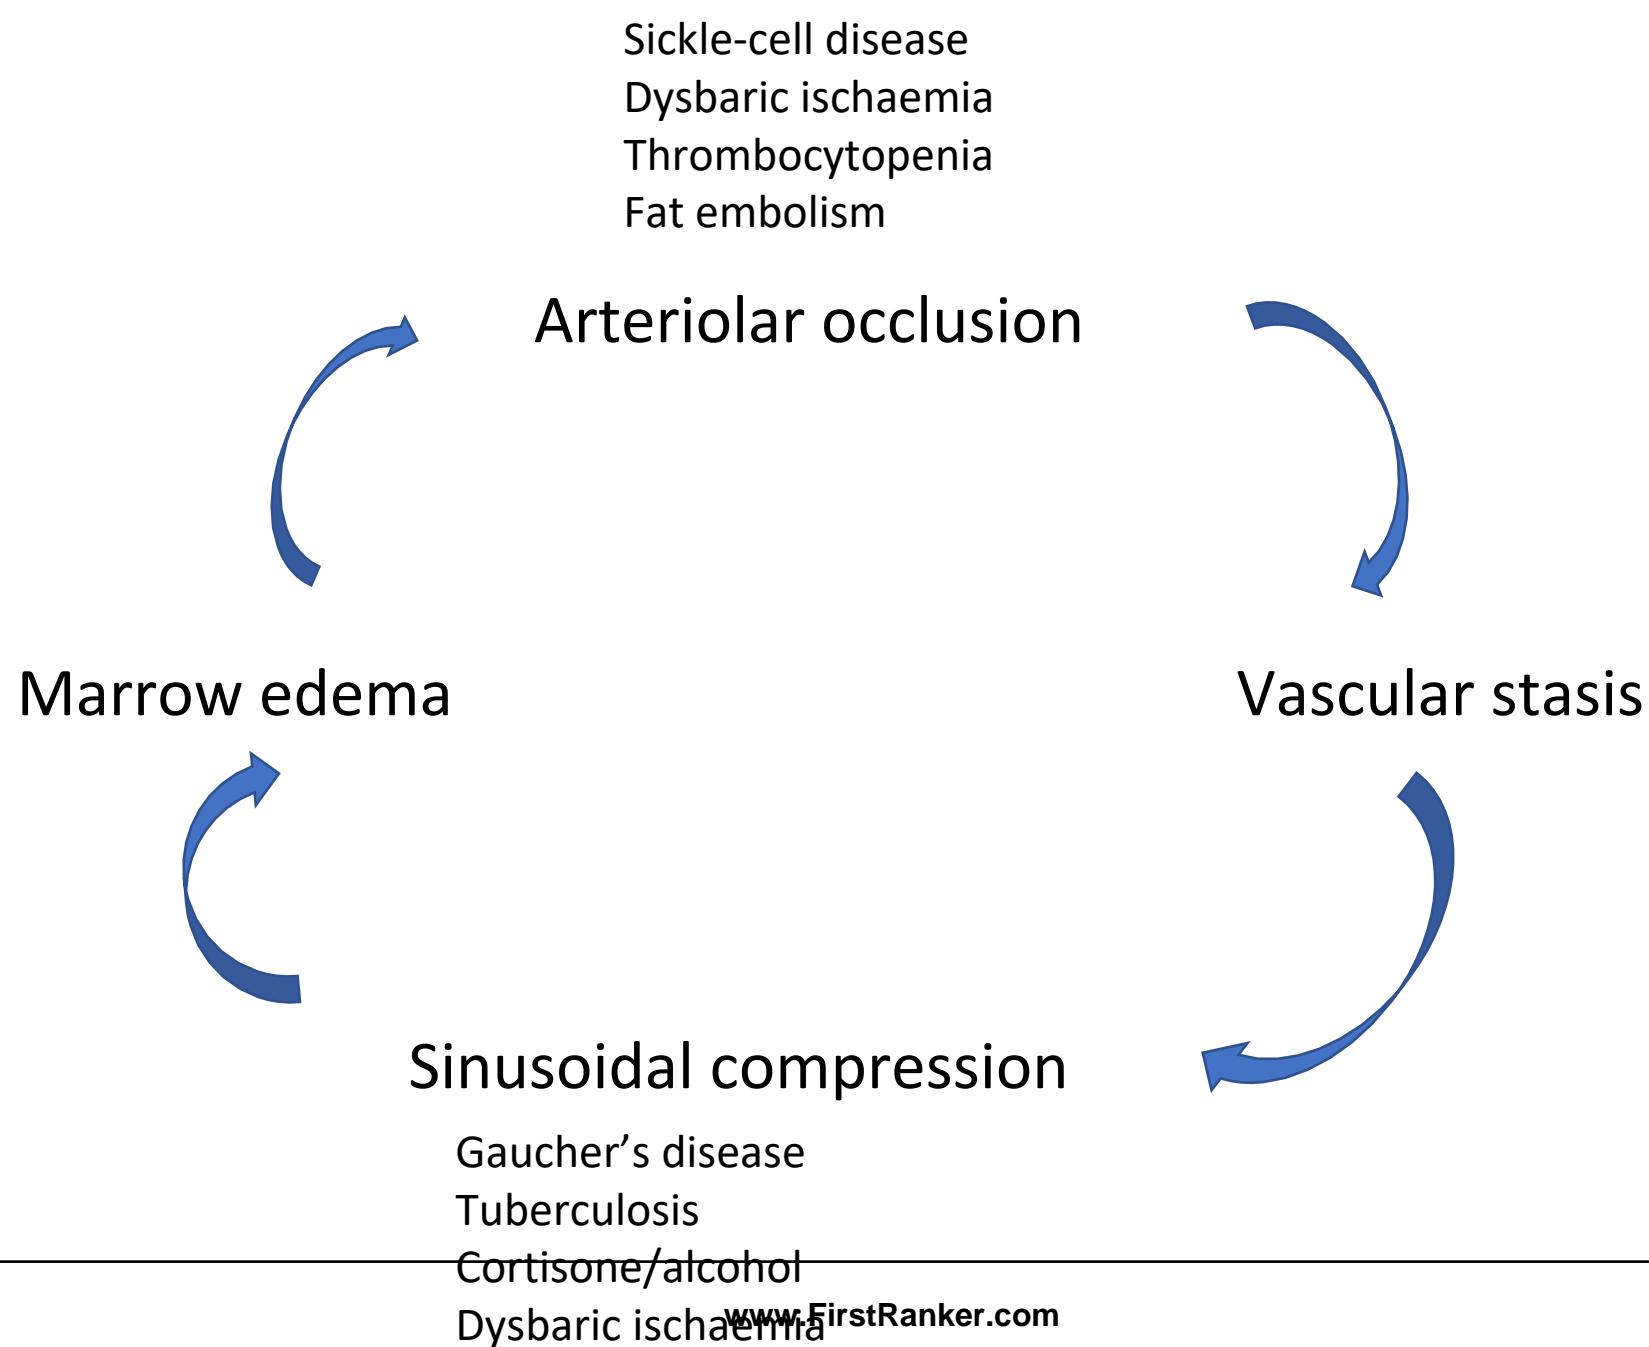 Sickle-cell disease
Dysbaric ischaemia
Thrombocytopenia
Fat embolism
Arteriolar occlusion
Marrow edema
Vascular stasis
Sinusoidal compression
Gaucher’s disease
Tuberculosis
Cortisone/alcohol
Dysbaric ischaemia
www.FirstRanker.com